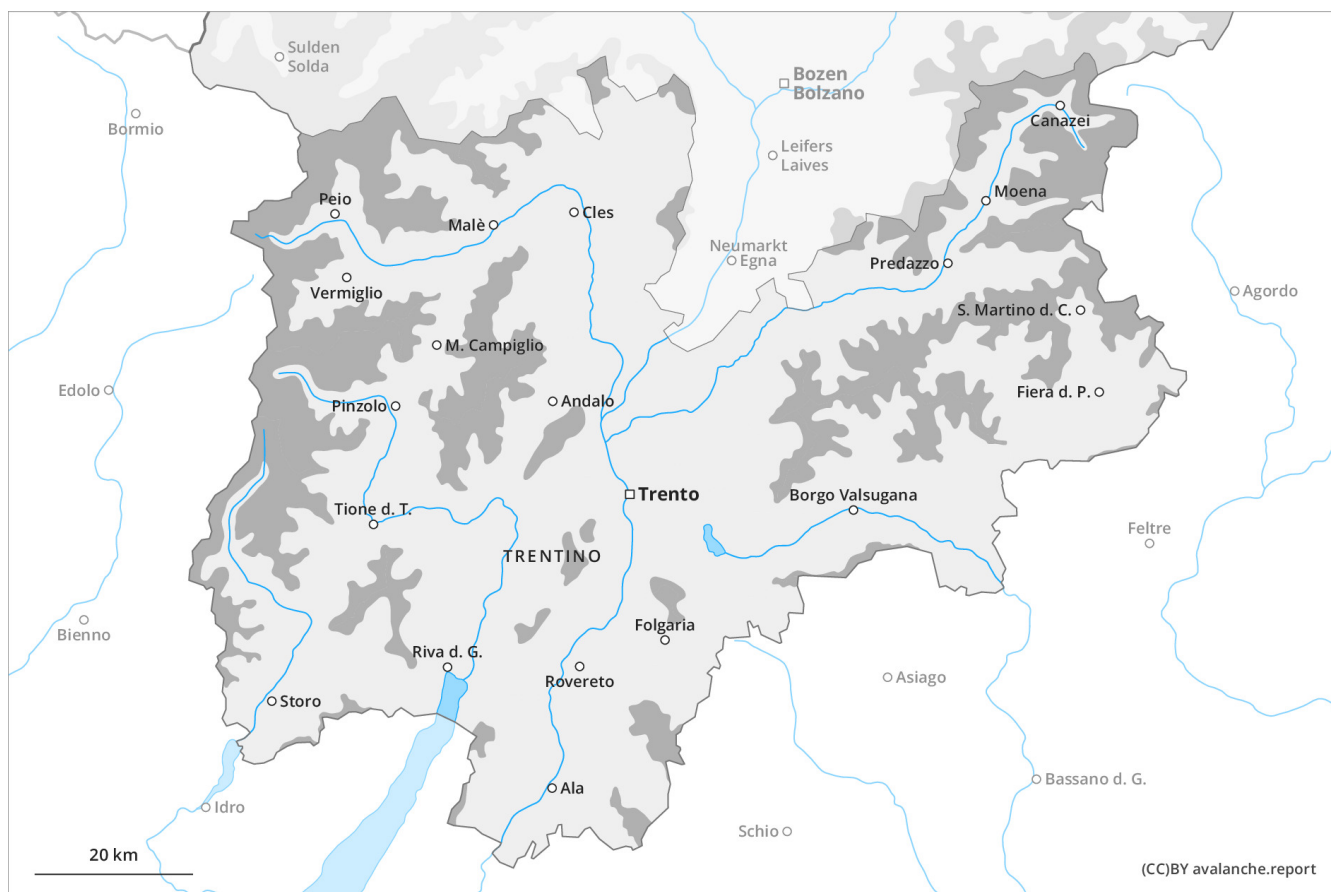 Sulden
Solda
Bozen
Bolzano
Bormio
Canazei
Leifers
Laives
Peio
Malè
Cles
Moena
Neumarkt
Egna
Predazzo
Vermiglio
Agordo
S. Martino d. C.
M. Campiglio
Edolo
Pinzolo
Andalo
Fiera d. P.
Trento
Borgo Valsugana
Tione d. T.
Feltre
TRENTINO
Bienno
Folgaria
Riva d. G.
Rovereto
Asiago
Storo
Bassano d. G.
Ala
Idro
Schio
20 km
(CC)BY avalanche.report